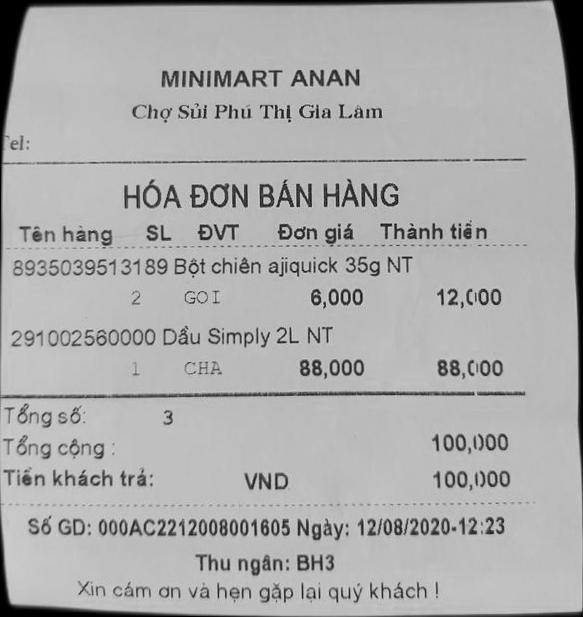 MINIMART ANAN
Chợ Sủi Phú Thị Gia Lâm
Tel:
HÓA ĐƠN BÁN HÀNG
Tên hàng SL ĐVT Đơn giá Thành tiền
8935039513189 Bột chiên ajiquick 35g NT
2 GOI 6,000 12,000
291002560000 Dầu Simply 2L NT
1 CHA 88,000 88,000
Tổng số: 3
Tổng cộng : 100,000
Tiền khách trả: VND 100,000
Số GD: 000AC2212008001605 Ngày: 12/08/2020-12:23
Thu ngân: BH3
Xin cám ơn và hẹn gặp lại quý khách !